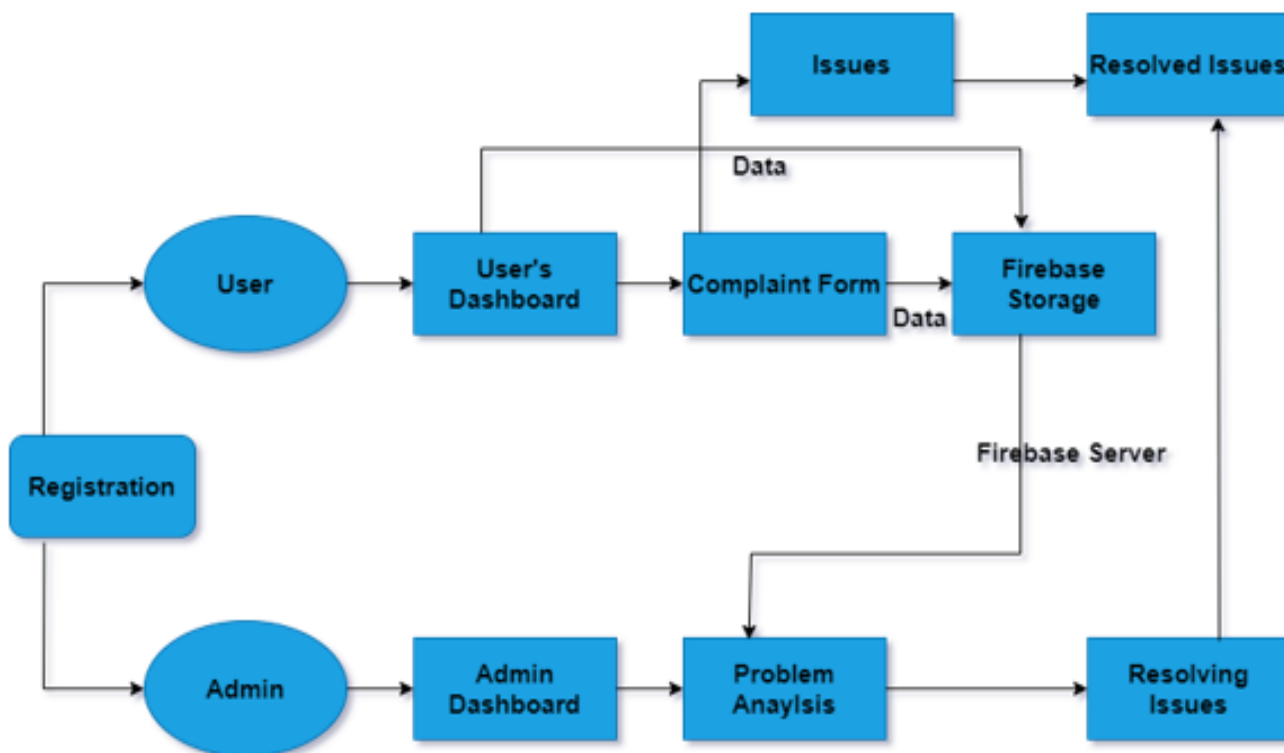 Issues
Resolved Issues
Data
User
User's
Dashboard
Complaint Form
Firebase
Storage
Data
Firebase Server
Registration
Admin
Admin
Dashboard
Problem
Anaylsis
Resolving
Issues